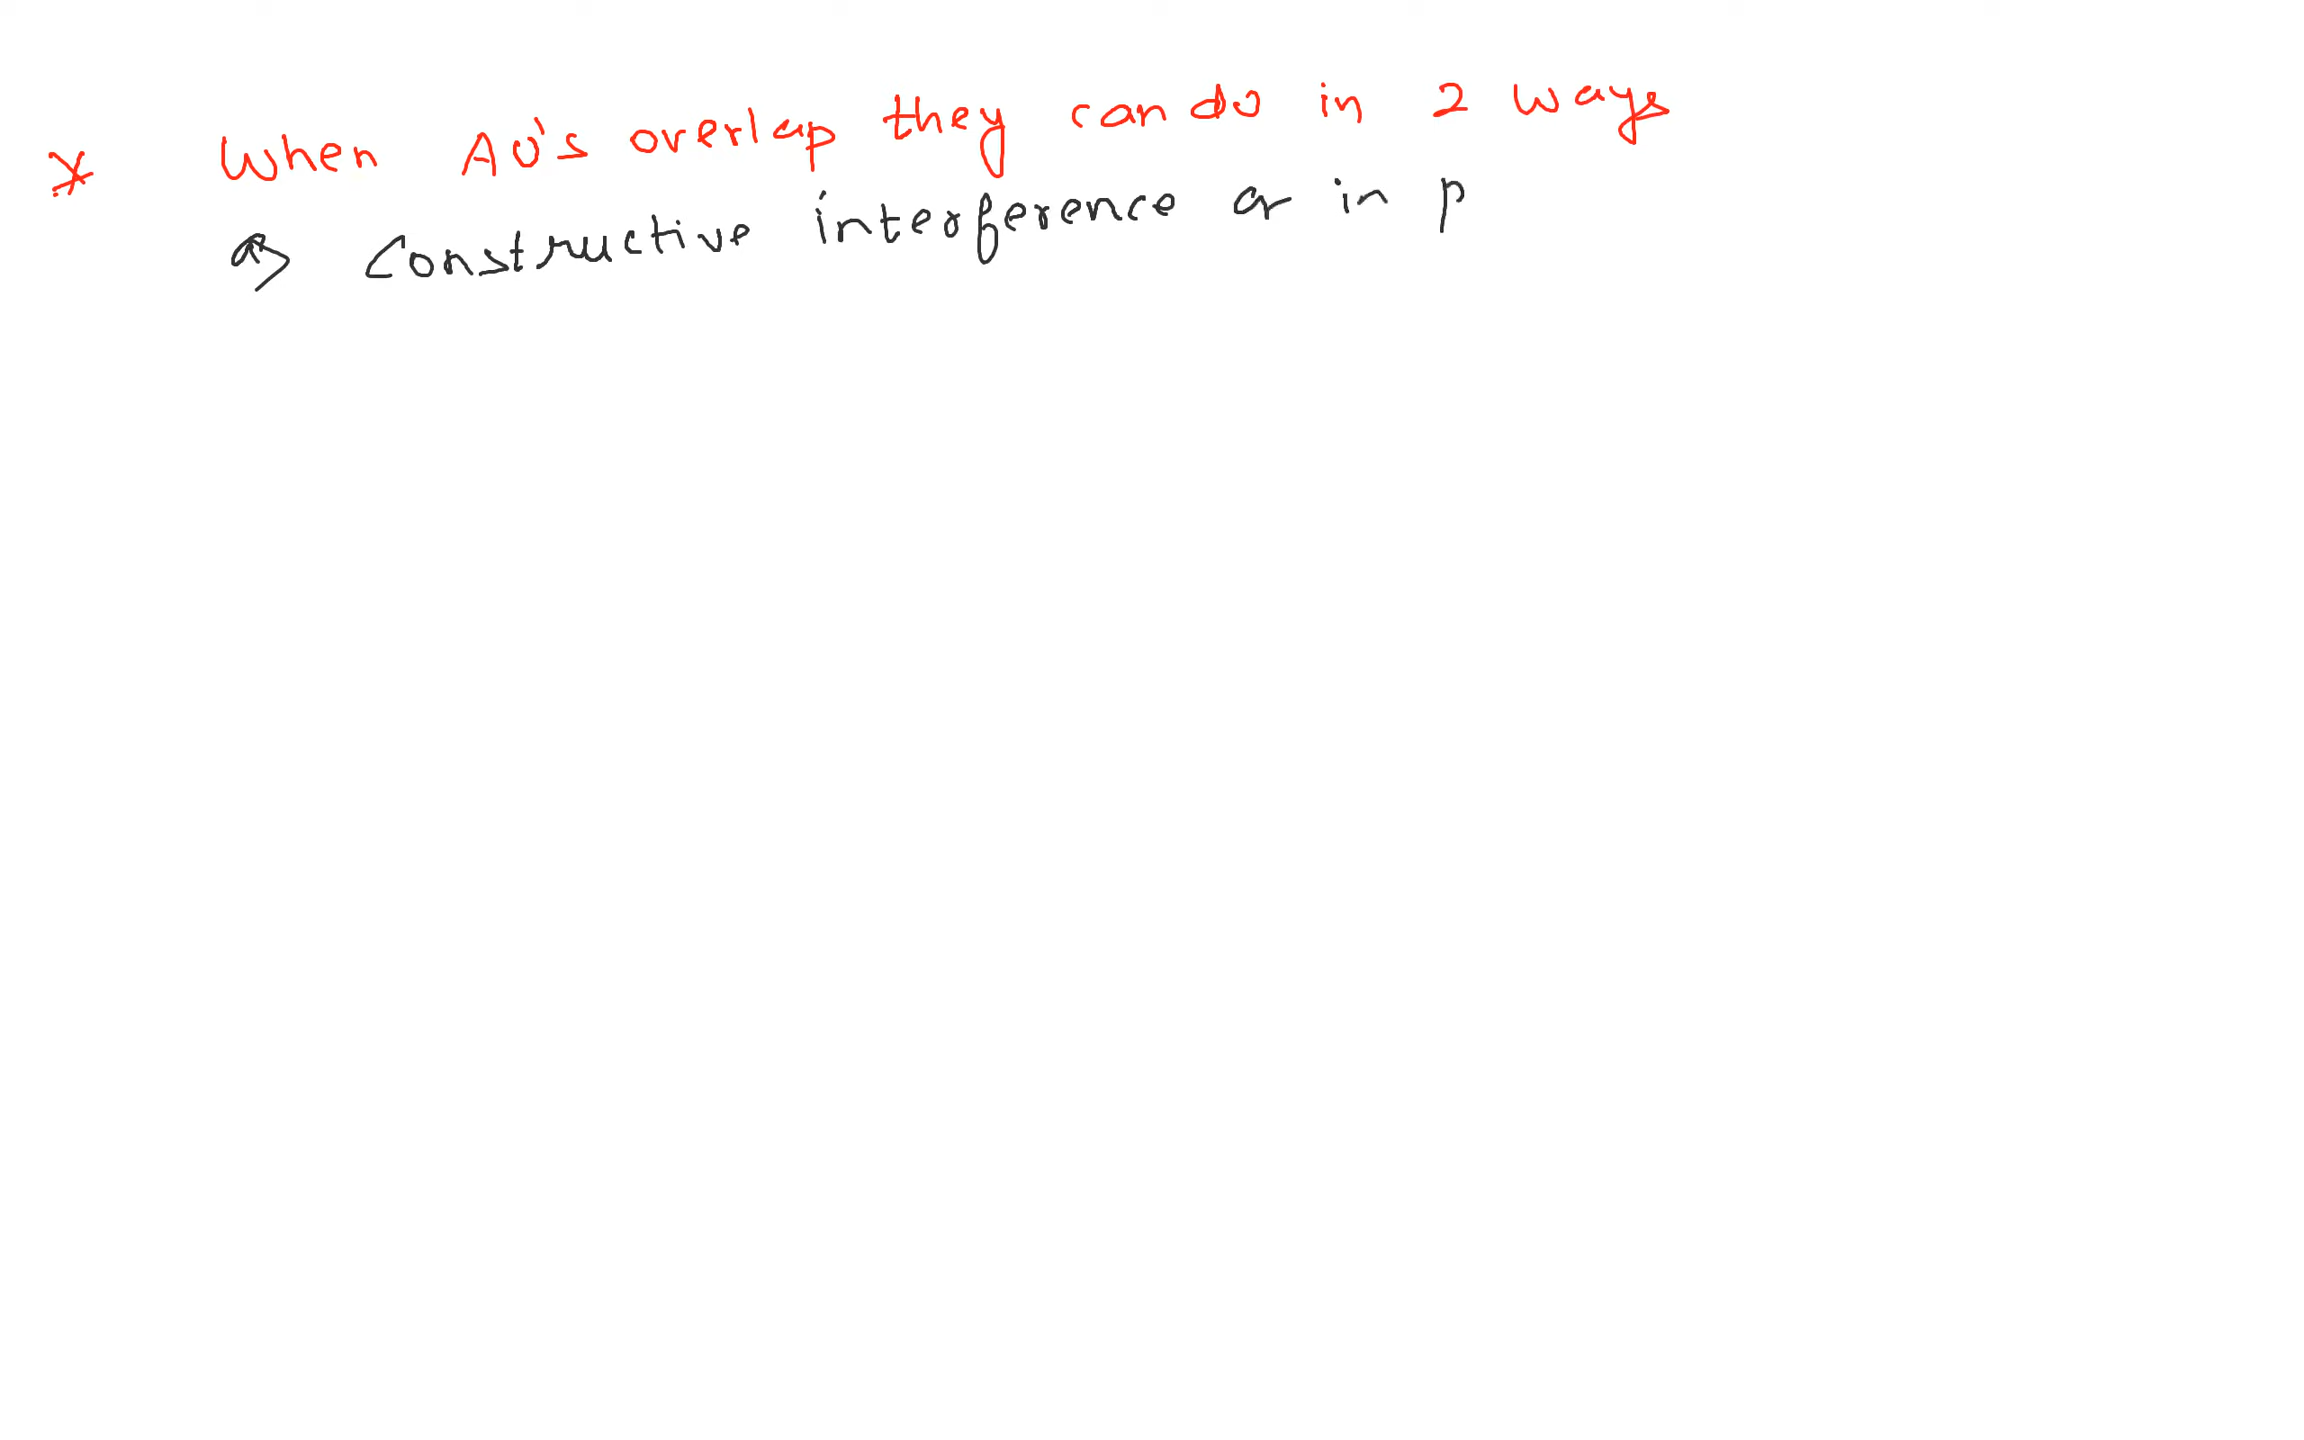 * When AO's overlap they can do in 2 ways
a) Constructive interference or in p